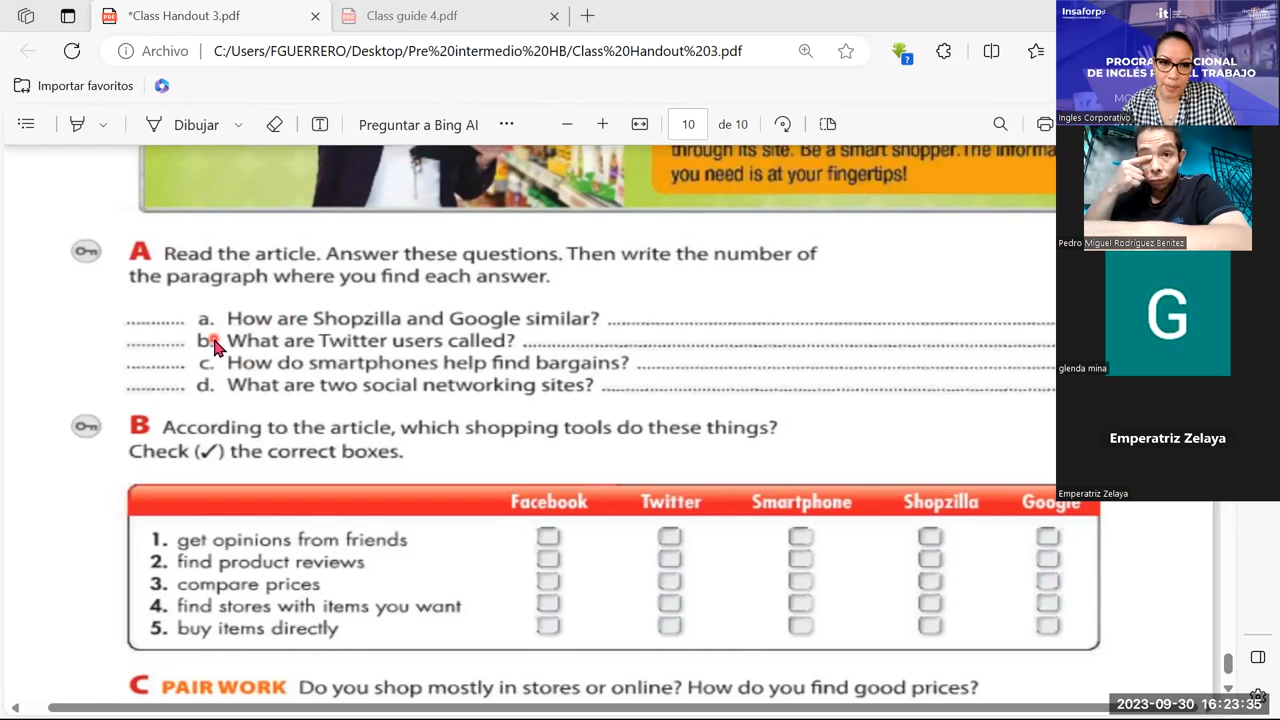 *Class Handout 3.pdf
Class guide 4.pdf
Archivo
C:/Users/FGUERRERO/Desktop/Pre%20intermedio%20HB/Class%20Handout%203.pdf
?
Importar favoritos
Dibujar
Preguntar a Bing AI
10
de 10
through its site. Be a smart shopper. The informa
you need is at your fingertips!
A Read the article. Answer these questions. Then write the number of
the paragraph where you find each answer.
a. How are Shopzilla and Google similar?
b. What are Twitter users called?
c. How do smartphones help find bargains?
d. What are two social networking sites?
B According to the article, which shopping tools do these things?
Check (✓) the correct boxes.
Facebook Twitter Smartphone Shopzilla Google
1. get opinions from friends
2. find product reviews
3. compare prices
4. find stores with items you want
5. buy items directly
C PAIR WORK Do you shop mostly in stores or online? How do you find good prices?
Insaforp
it
PROGRAMA
CIONAL
DE INGLÉS
EL TRABAJO
Ingles Corporativo
Pedro Miguel Rodríguez Benítez
G
glenda mina
Emperatriz Zelaya
Emperatriz Zelaya
2023-09-30 16:23:35